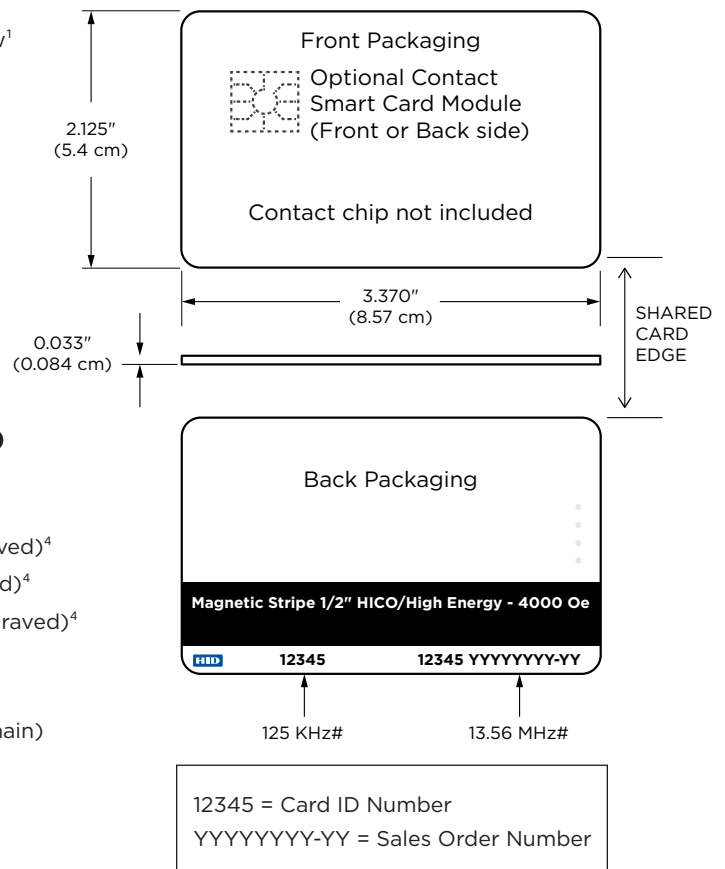 Front Packaging
Optional Contact
Smart Card Module
(Front or Back side)
Contact chip not included
2.125"
(5.4 cm)
3.370"
(8.57 cm)
SHARED
CARD
EDGE
0.033"
(0.084 cm)
Back Packaging
Magnetic Stripe 1/2" HICO/High Energy - 4000 Oe
HID 12345 12345 YYYYYYYY-YY
125 KHz# 13.56 MHz#
12345 = Card ID Number
YYYYYYYY-YY = Sales Order Number